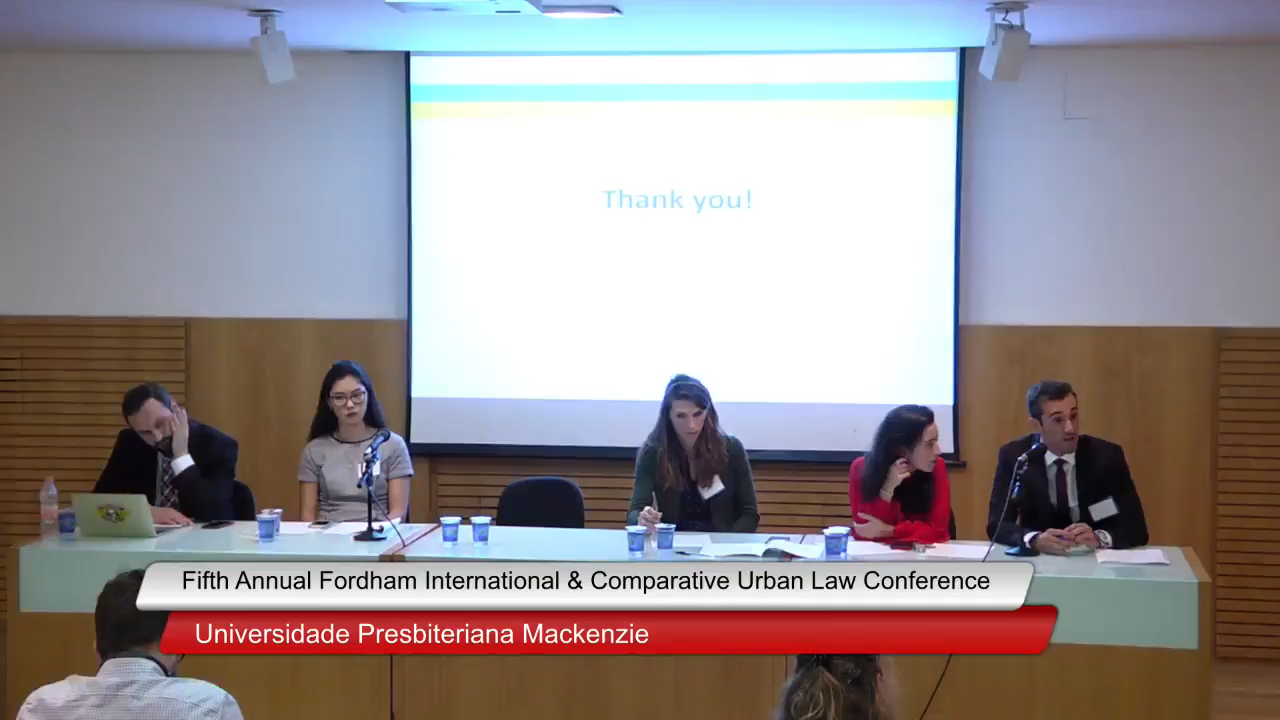 Thank you!
Fifth Annual Fordham International & Comparative Urban Law Conference
Universidade Presbiteriana Mackenzie